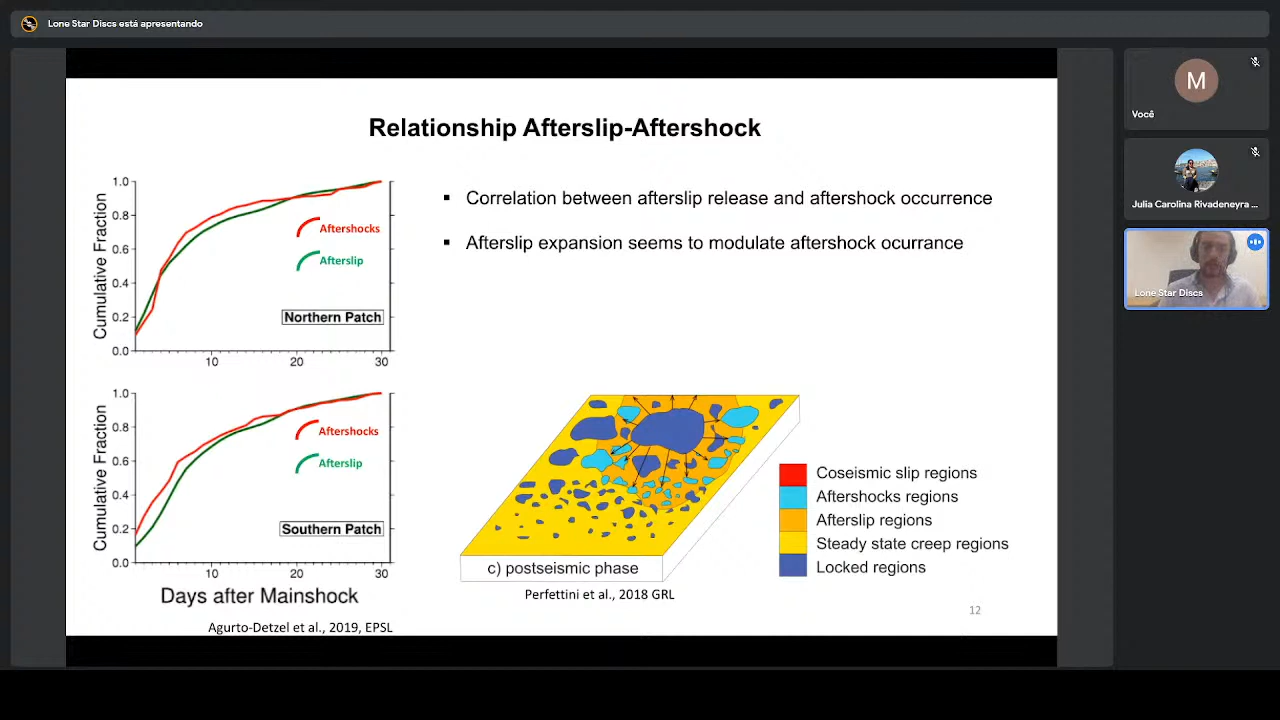 Lone Star Discs está apresentando
Relationship Afterslip-Aftershock
Correlation between afterslip release and aftershock occurrence
Afterslip expansion seems to modulate aftershock ocurrance
Cumulative Fraction
1.0
0.8
0.6
0.4
0.2
0.0
10
20
30
Aftershocks
Afterslip
Northern Patch
Cumulative Fraction
1.0
0.8
0.6
0.4
0.2
0.0
10
20
30
Aftershocks
Afterslip
Southern Patch
Days after Mainshock
Agurto-Detzel et al., 2019, EPSL
c) postseismic phase
Perfettini et al., 2018 GRL
Coseismic slip regions
Aftershocks regions
Afterslip regions
Steady state creep regions
Locked regions
12
M
Você
Julia Carolina Rivadeneyra ...
Lone Star Discs